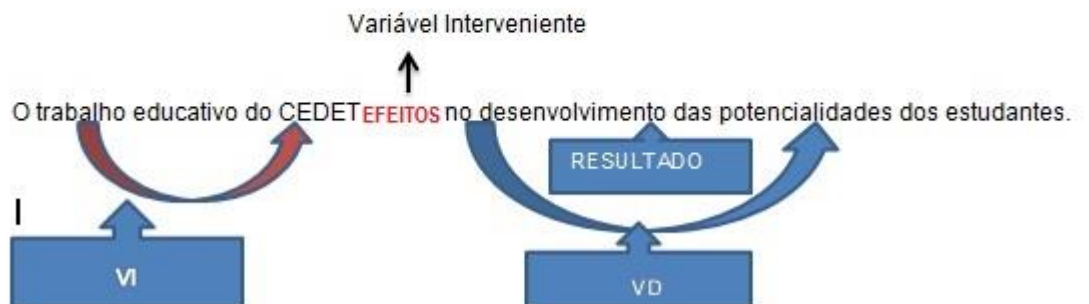 Variável Interveniente
O trabalho educativo do CEDET EFEITOS no desenvolvimento das potencialidades dos estudantes.
RESULTADO
VI
VD